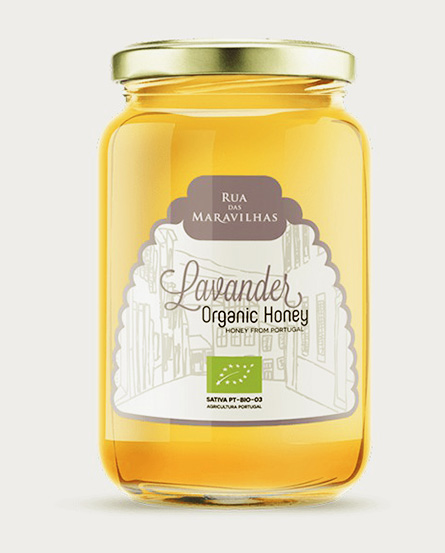 RUA
DAS
MARAVILHAS
Lavander
Organic Honey
HONEY FROM PORTUGAL
SATIVA PT-BIO-03
AGRICULTURA PORTUGAL